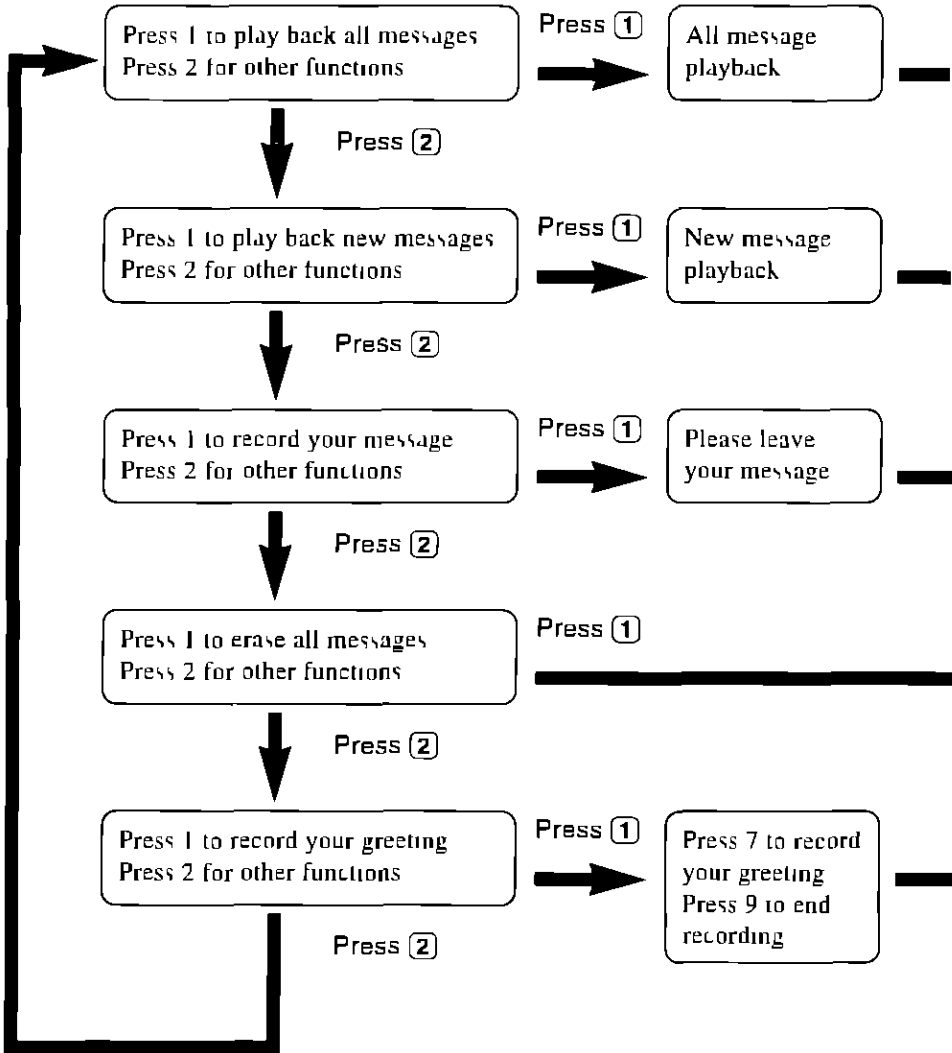 Press 1 to play back all messages
Press 2 for other functions
Press 1
All message
playback
Press 2
Press 1 to play back new messages
Press 2 for other functions
Press 1
New message
playback
Press 2
Press 1 to record your message
Press 2 for other functions
Press 1
Please leave
your message
Press 2
Press 1 to erase all messages
Press 2 for other functions
Press 1
Press 2
Press 1 to record your greeting
Press 2 for other functions
Press 1
Press 7 to record
your greeting
Press 9 to end
recording
Press 2